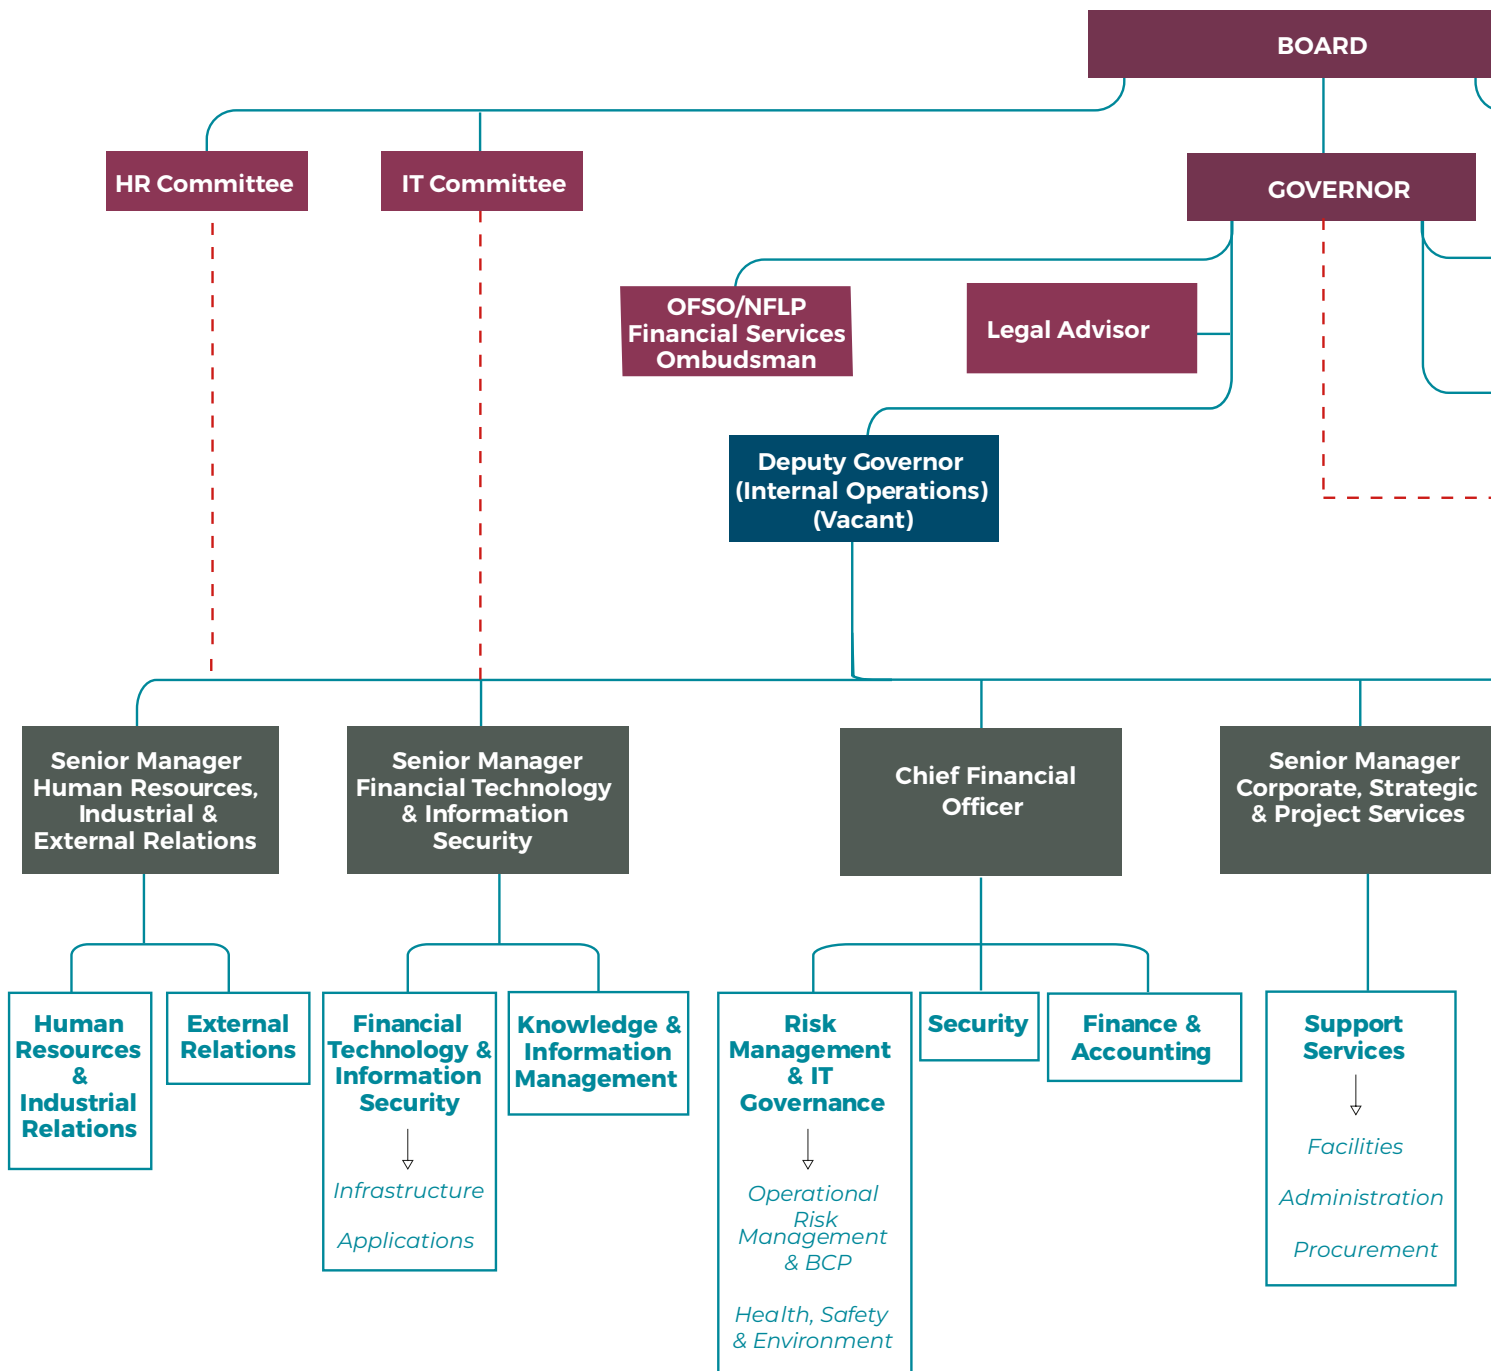 BOARD
HR Committee
IT Committee
GOVERNOR
OFSO/NFLP
Financial Services
Ombudsman
Legal Advisor
Deputy Governor
(Internal Operations)
(Vacant)
Senior Manager
Human Resources,
Industrial &
External Relations
Senior Manager
Financial Technology
& Information
Security
Chief Financial
Officer
Senior Manager
Corporate, Strategic
& Project Services
Human
Resources
&
Industrial
Relations
External
Relations
Financial
Technology &
Information
Security
Infrastructure
Applications
Knowledge &
Information
Management
Risk
Management
& IT
Governance
Operational
Risk
Management
& BCP
Health, Safety
& Environment
Security
Finance &
Accounting
Support
Services
Facilities
Administration
Procurement